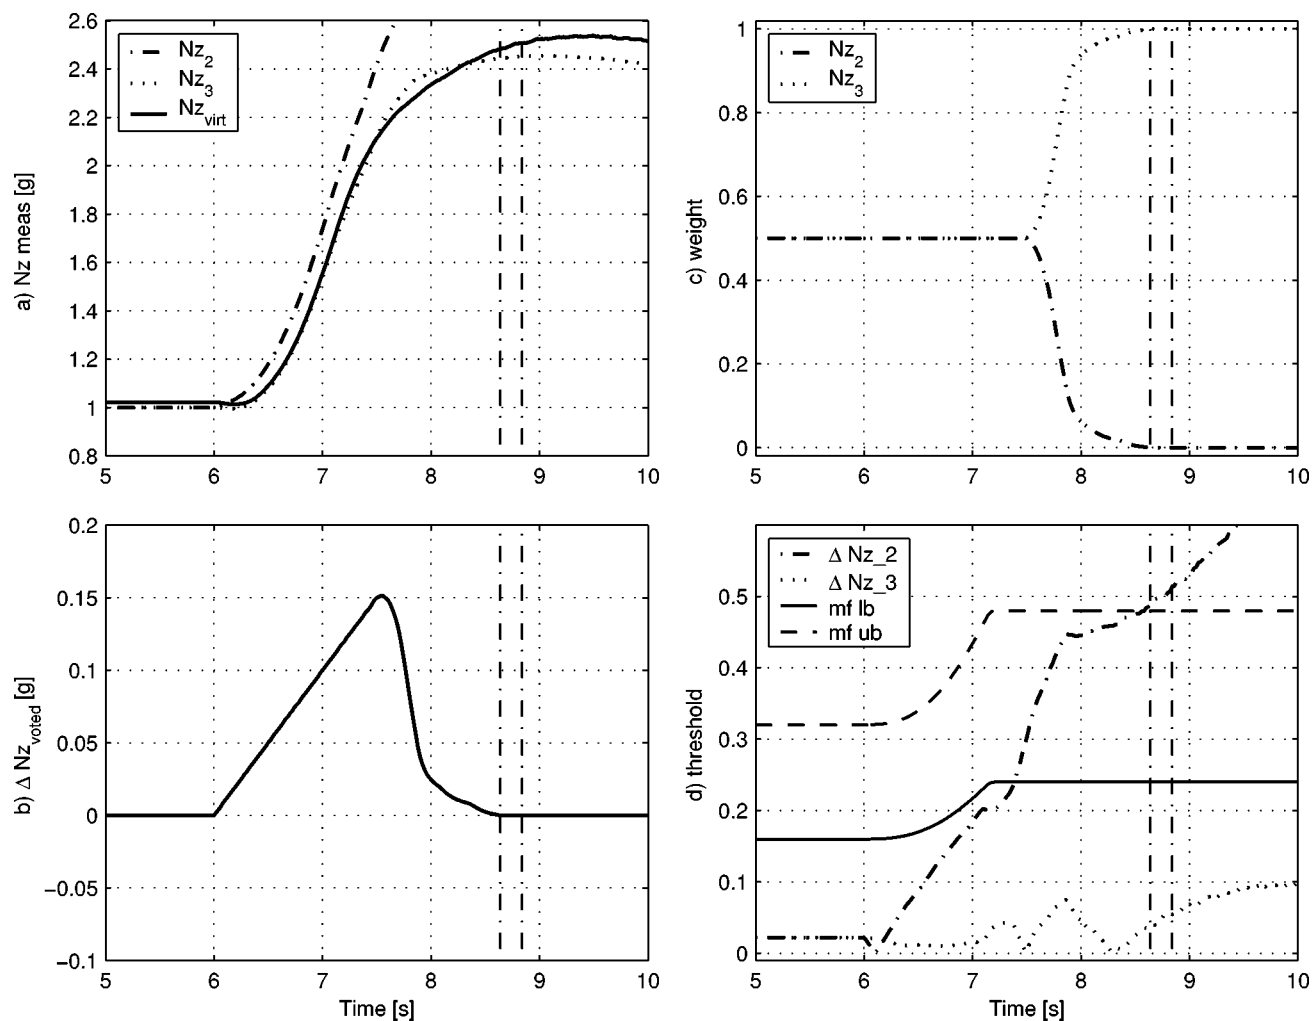 a) Nz meas [g]
2.6
2.4
2.2
2
1.8
1.6
1.4
1.2
1
0.8
Nz2
Nz3
Nzvirt
5 6 7 8 9 10
c) weight
1
0.8
0.6
0.4
0.2
0
Nz2
Nz3
5 6 7 8 9 10
b) Δ Nzvoted [g]
0.2
0.15
0.1
0.05
0
−0.05
−0.1
5 6 7 8 9 10
Time [s]
d) threshold
0.5
0.4
0.3
0.2
0.1
0
Δ Nz_2
Δ Nz_3
mf lb
mf ub
5 6 7 8 9 10
Time [s]